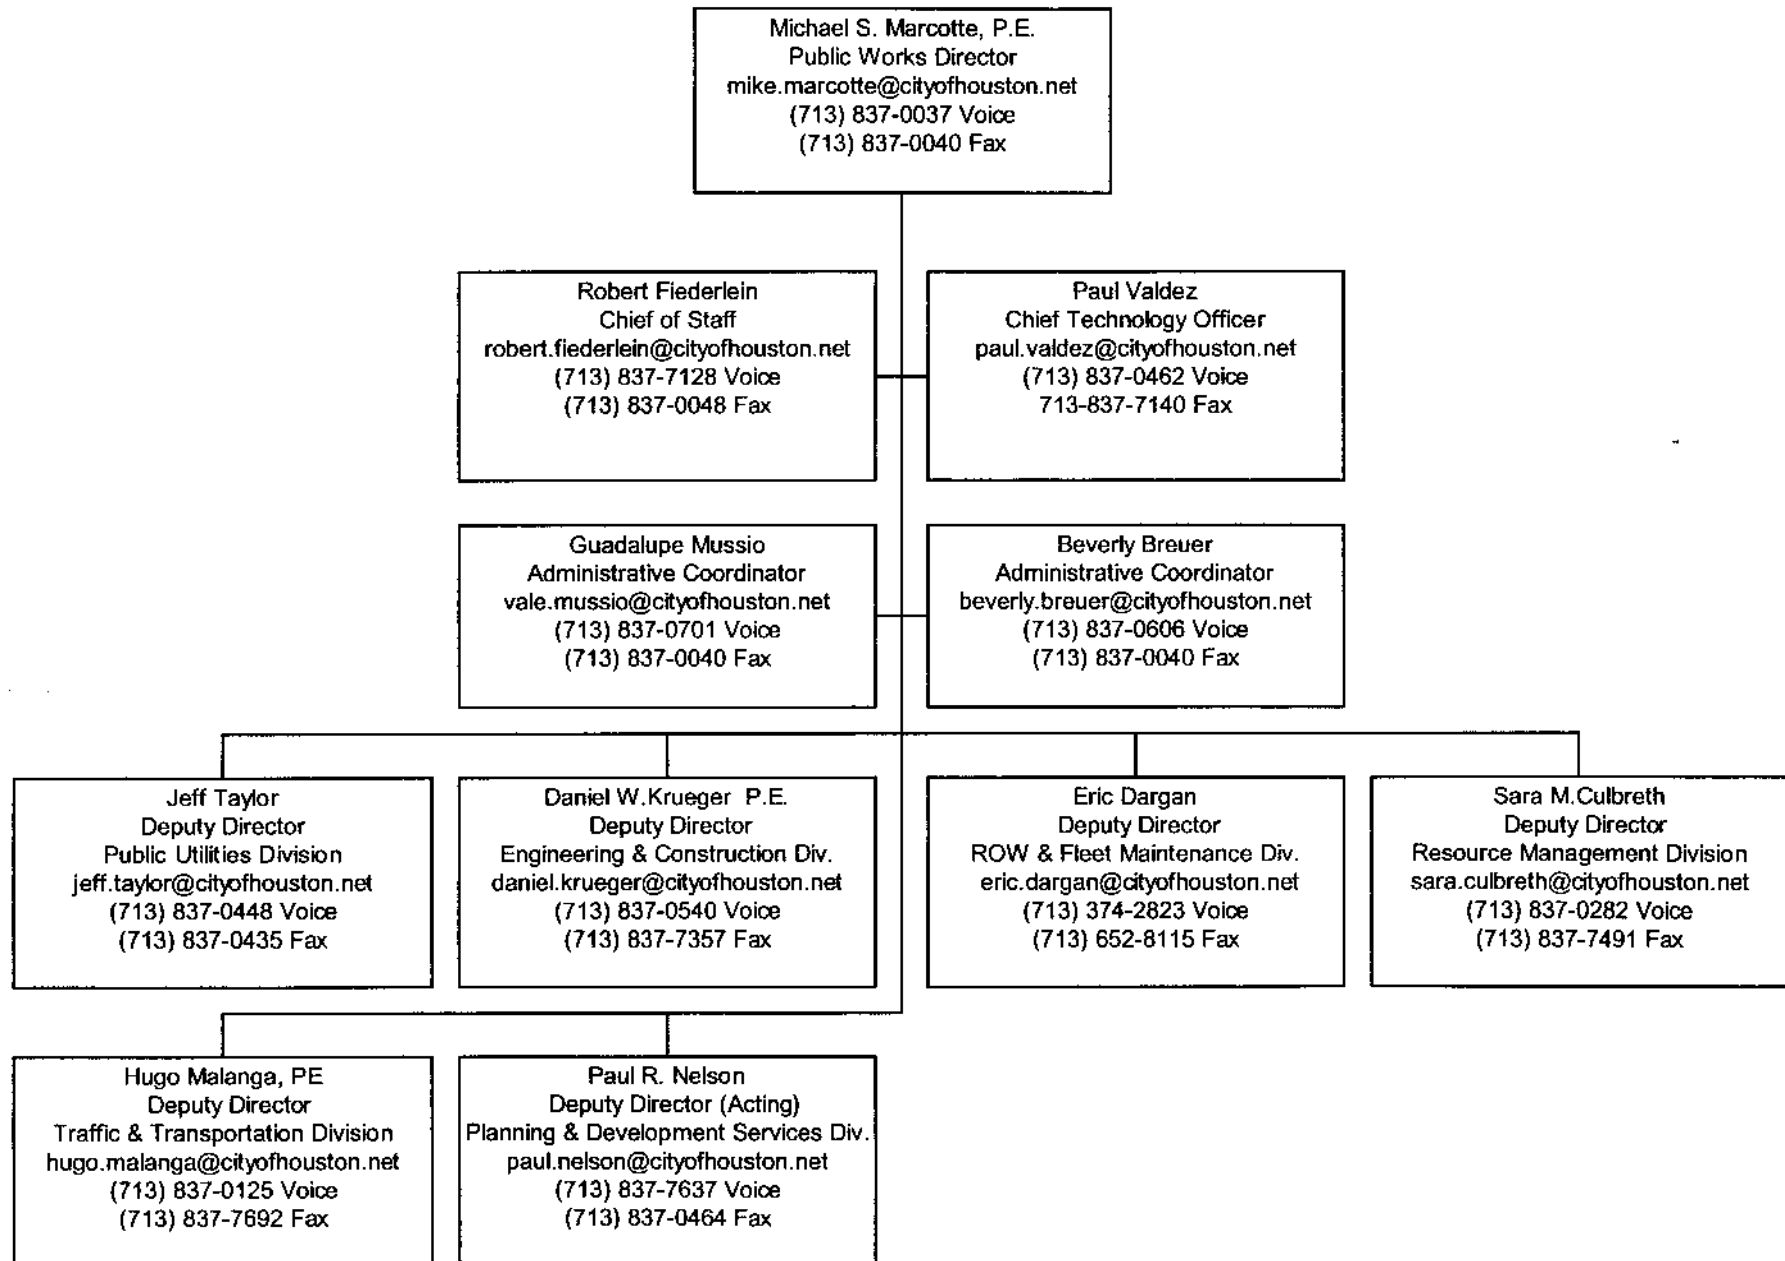 Michael S. Marcotte, P.E.
Public Works Director
mike.marcotte@cityofhouston.net
(713) 837-0037 Voice
(713) 837-0040 Fax
Robert Fiederlein
Chief of Staff
robert.fiederlein@cityofhouston.net
(713) 837-7128 Voice
(713) 837-0048 Fax
Paul Valdez
Chief Technology Officer
paul.valdez@cityofhouston.net
(713) 837-0462 Voice
713-837-7140 Fax
Guadalupe Mussio
Administrative Coordinator
vale.mussio@cityofhouston.net
(713) 837-0701 Voice
(713) 837-0040 Fax
Beverly Breuer
Administrative Coordinator
beverly.breuer@cityofhouston.net
(713) 837-0606 Voice
(713) 837-0040 Fax
Jeff Taylor
Deputy Director
Public Utilities Division
jeff.taylor@cityofhouston.net
(713) 837-0448 Voice
(713) 837-0435 Fax
Daniel W.Krueger P.E.
Deputy Director
Engineering & Construction Div.
daniel.krueger@cityofhouston.net
(713) 837-0540 Voice
(713) 837-7357 Fax
Eric Dargan
Deputy Director
ROW & Fleet Maintenance Div.
eric.dargan@cityofhouston.net
(713) 374-2823 Voice
(713) 652-8115 Fax
Sara M.Culbreth
Deputy Director
Resource Management Division
sara.culbreth@cityofhouston.net
(713) 837-0282 Voice
(713) 837-7491 Fax
Hugo Malanga, PE
Deputy Director
Traffic & Transportation Division
hugo.malanga@cityofhouston.net
(713) 837-0125 Voice
(713) 837-7692 Fax
Paul R. Nelson
Deputy Director (Acting)
Planning & Development Services Div.
paul.nelson@cityofhouston.net
(713) 837-7637 Voice
(713) 837-0464 Fax